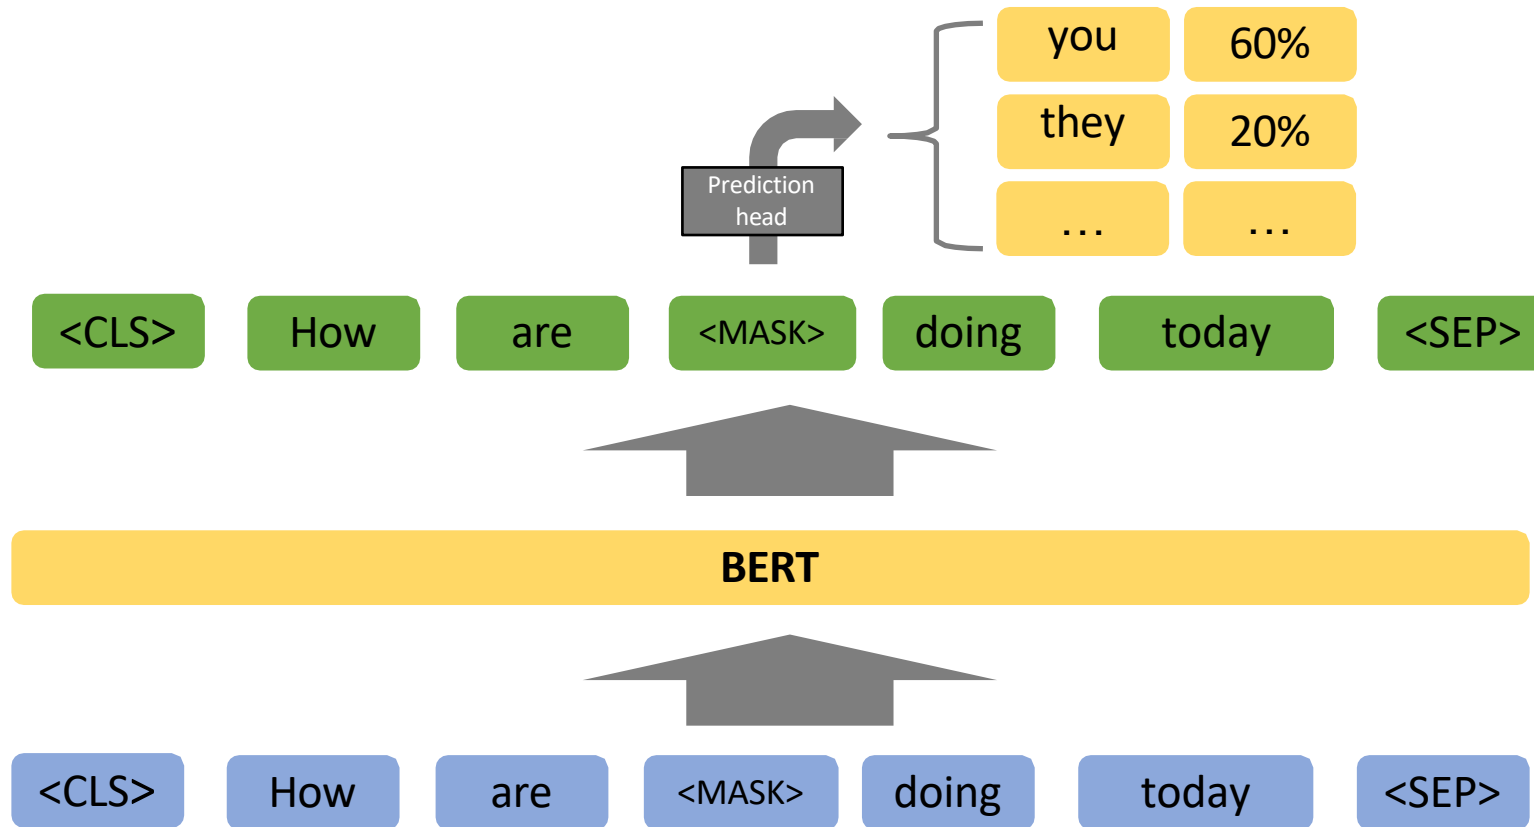 you 60%
they 20%
Prediction
head
... ...
<CLS> How are <MASK> doing today <SEP>
BERT
<CLS> How are <MASK> doing today <SEP>